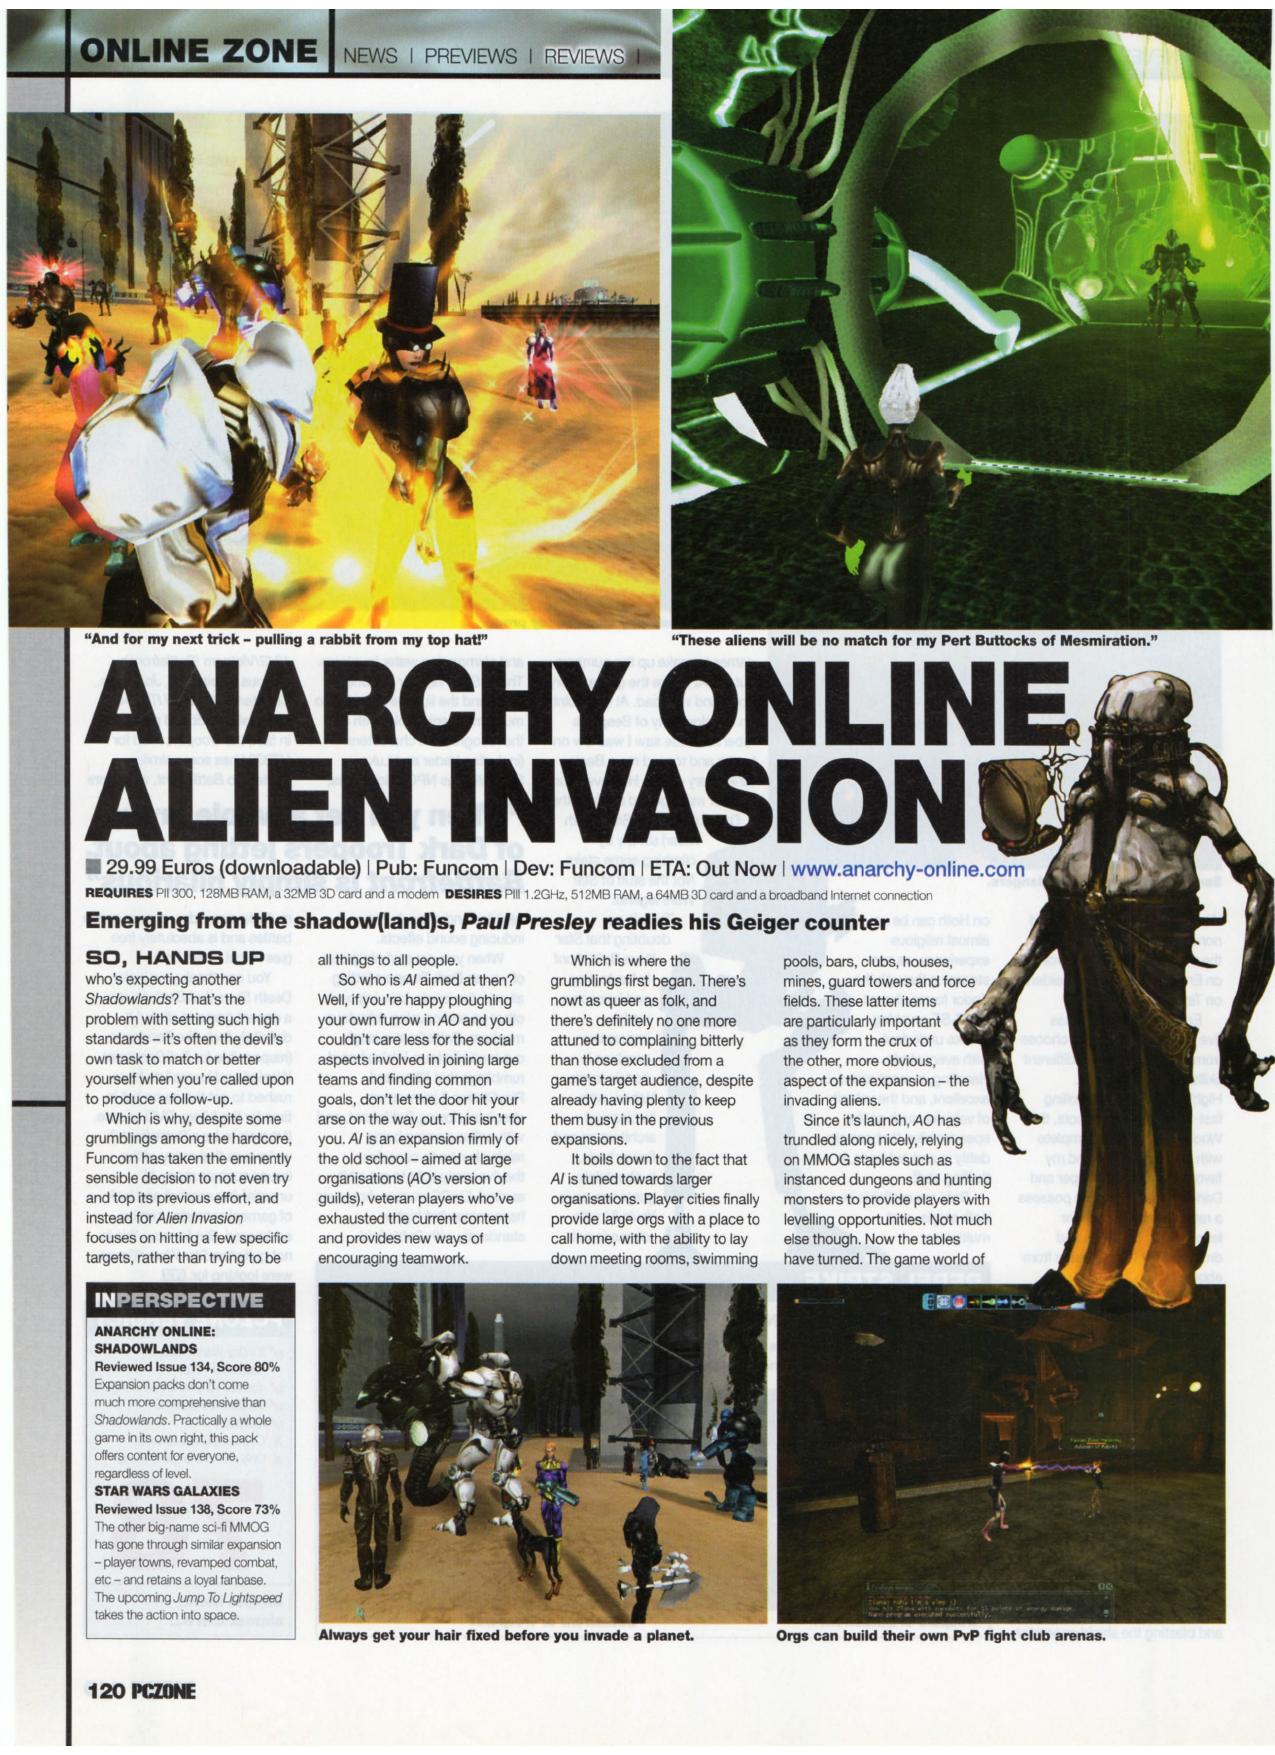 ONLINE ZONE
NEWS | PREVIEWS | REVIEWS |
"And for my next trick – pulling a rabbit from my top hat!"
"These aliens will be no match for my Pert Buttocks of Mesmiration."
ANARCHY ONLINE
ALIEN INVASION
29.99 Euros (downloadable) | Pub: Funcom | Dev: Funcom | ETA: Out Now | www.anarchy-online.com
REQUIRES PII 300, 128MB RAM, a 32MB 3D card and a modem DESIRES PIII 1.2GHz, 512MB RAM, a 64MB 3D card and a broadband Internet connection
Emerging from the shadow(land)s, Paul Presley readies his Geiger counter
SO, HANDS UP
who's expecting another
Shadowlands? That's the
problem with setting such high
standards – it's often the devil's
own task to match or better
yourself when you're called upon
to produce a follow-up.
Which is why, despite some
grumblings among the hardcore,
Funcom has taken the eminently
sensible decision to not even try
and top its previous effort, and
instead for Alien Invasion
focuses on hitting a few specific
targets, rather than trying to be
all things to all people.
So who is AI aimed at then?
Well, if you're happy ploughing
your own furrow in AO and you
couldn't care less for the social
aspects involved in joining large
teams and finding common
goals, don't let the door hit your
arse on the way out. This isn't for
you. AI is an expansion firmly of
the old school – aimed at large
organisations (AO's version of
guilds), veteran players who've
exhausted the current content
and provides new ways of
encouraging teamwork.
Which is where the
grumblings first began. There's
nowt as queer as folk, and
there's definitely no one more
attuned to complaining bitterly
than those excluded from a
game's target audience, despite
already having plenty to keep
them busy in the previous
expansions.
It boils down to the fact that
AI is tuned towards larger
organisations. Player cities finally
provide large orgs with a place to
call home, with the ability to lay
down meeting rooms, swimming
pools, bars, clubs, houses,
mines, guard towers and force
fields. These latter items
are particularly important
as they form the crux of
the other, more obvious,
aspect of the expansion – the
invading aliens.
Since it's launch, AO has
trundled along nicely, relying
on MMOG staples such as
instanced dungeons and hunting
monsters to provide players with
levelling opportunities. Not much
else though. Now the tables
have turned. The game world of
INPERSPECTIVE
ANARCHY ONLINE:
SHADOWLANDS
Reviewed Issue 134, Score 80%
Expansion packs don't come
much more comprehensive than
Shadowlands. Practically a whole
game in its own right, this pack
offers content for everyone,
regardless of level.
STAR WARS GALAXIES
Reviewed Issue 138, Score 73%
The other big-name sci-fi MMOG
has gone through similar expansion
– player towns, revamped combat,
etc – and retains a loyal fanbase.
The upcoming Jump To Lightspeed
takes the action into space.
Always get your hair fixed before you invade a planet.
Orgs can build their own PvP fight club arenas.
120 PCZONE